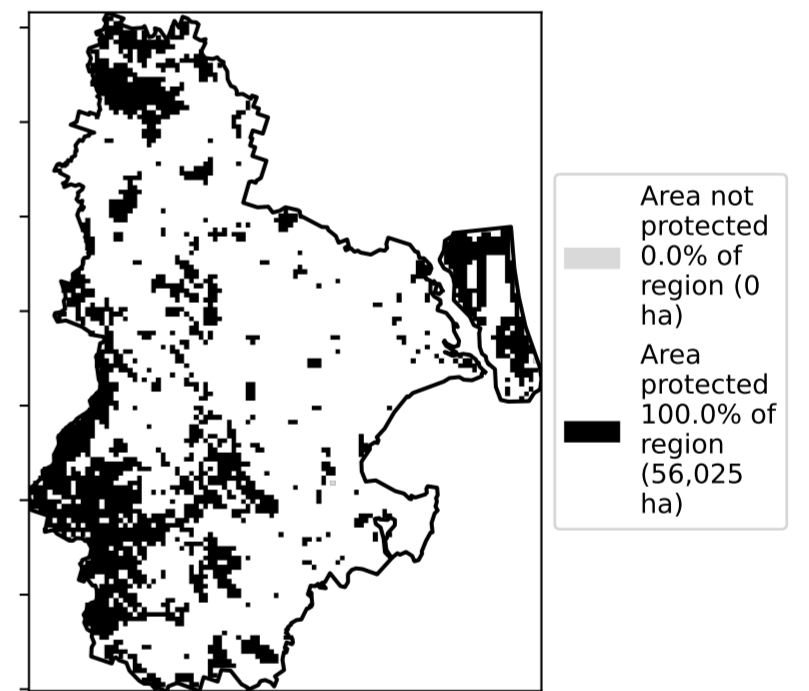 Area not
protected
0.0% of
region (0
ha)
Area
protected
100.0% of
region
(56,025
ha)